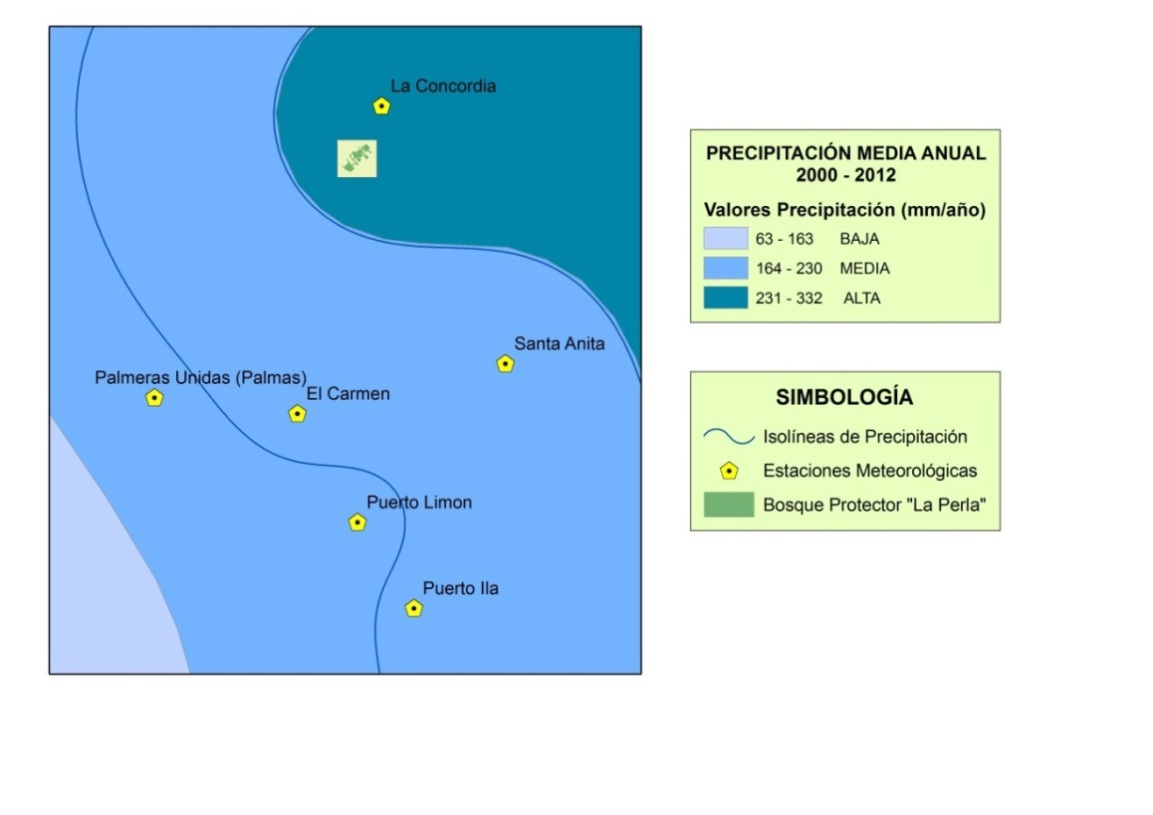 La Concordia
Santa Anita
Palmeras Unidas (Palmas)
El Carmen
Puerto Limon
Puerto Ila
PRECIPITACIÓN MEDIA ANUAL
2000 - 2012
Valores Precipitación (mm/año)
63 - 163 BAJA
164 - 230 MEDIA
231 - 332 ALTA
SIMBOLOGÍA
Isolíneas de Precipitación
Estaciones Meteorológicas
Bosque Protector "La Perla"